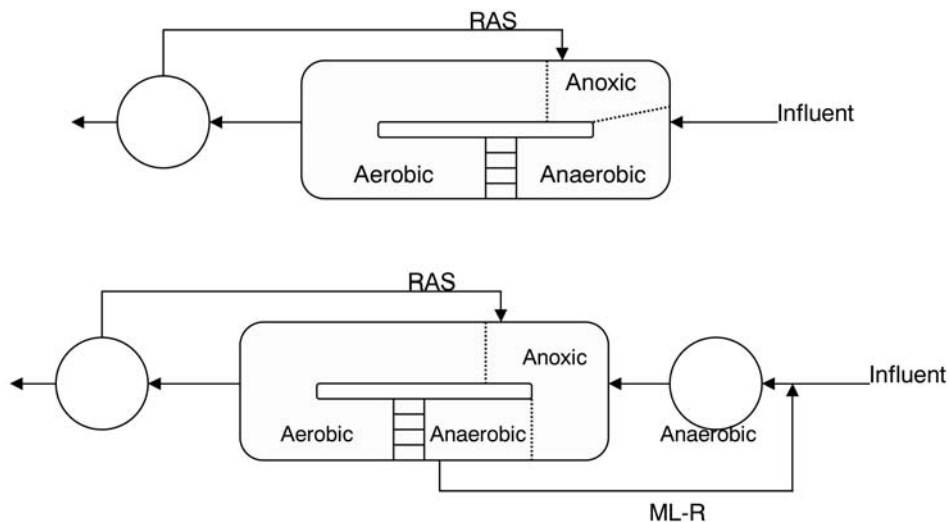 RAS
Anoxic
Influent
Aerobic
Anaerobic
RAS
Anoxic
Influent
Aerobic
Anaerobic
Anaerobic
ML-R